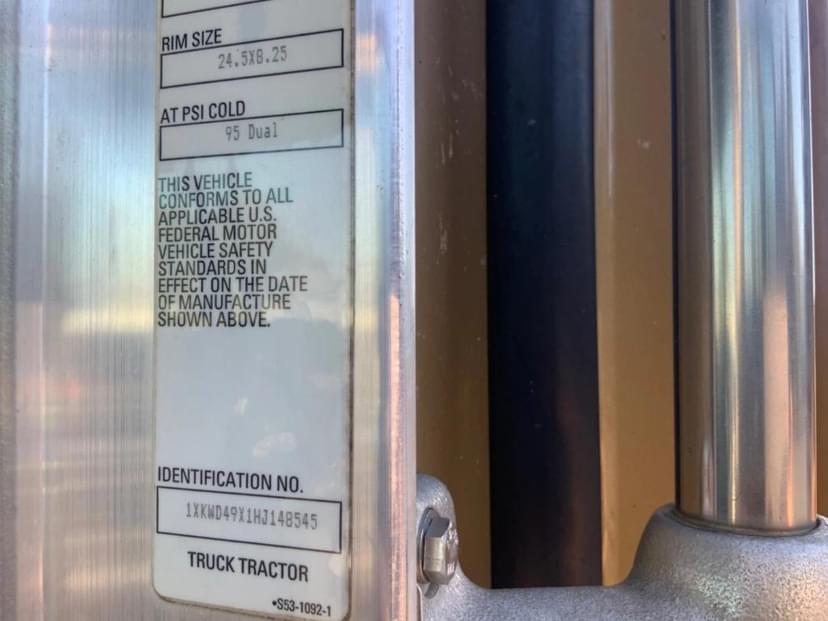 RIM SIZE
24.5X8.25
AT PSI COLD
95 Dual
THIS VEHICLE
CONFORMS TO ALL
APPLICABLE U.S.
FEDERAL MOTOR
VEHICLE SAFETY
STANDARDS IN
EFFECT ON THE DATE
OF MANUFACTURE
SHOWN ABOVE.
IDENTIFICATION NO.
1XKWD49X1HJ148545
TRUCK TRACTOR
•S53-1092-1